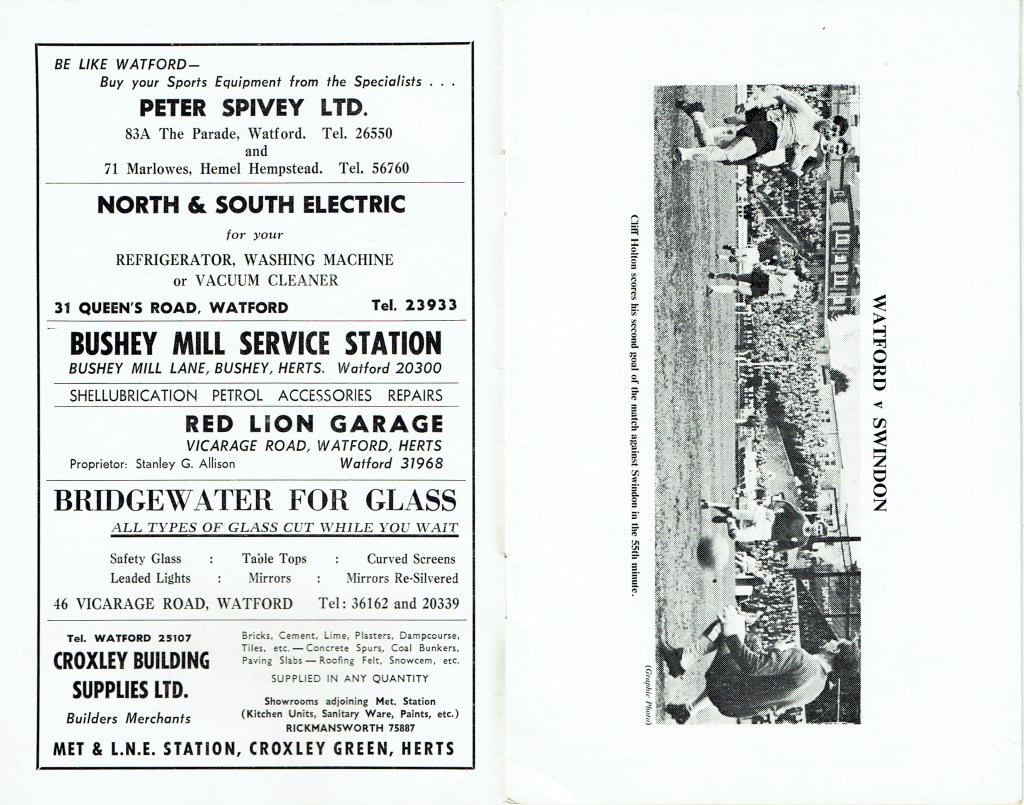 BE LIKE WATFORD—
Buy your Sports Equipment from the Specialists . . .
PETER SPIVEY LTD.
83A The Parade, Watford. Tel. 26550
and
71 Marlowes, Hemel Hempstead. Tel. 56760
NORTH & SOUTH ELECTRIC
for your
REFRIGERATOR, WASHING MACHINE
or VACUUM CLEANER
31 QUEEN'S ROAD, WATFORD Tel. 23933
BUSHEY MILL SERVICE STATION
BUSHEY MILL LANE, BUSHEY, HERTS. Watford 20300
SHELLUBRICATION PETROL ACCESSORIES REPAIRS
RED LION GARAGE
VICARAGE ROAD, WATFORD, HERTS
Proprietor: Stanley G. Allison Watford 31968
BRIDGEWATER FOR GLASS
ALL TYPES OF GLASS CUT WHILE YOU WAIT
Safety Glass : Table Tops : Curved Screens
Leaded Lights : Mirrors : Mirrors Re-Silvered
46 VICARAGE ROAD, WATFORD Tel: 36162 and 20339
Tel. WATFORD 25107
CROXLEY BUILDING
SUPPLIES LTD.
Builders Merchants
Bricks, Cement, Lime, Plasters, Dampcourse,
Tiles, etc.—Concrete Spurs, Coal Bunkers,
Paving Slabs—Roofing Felt, Snowcem, etc.
SUPPLIED IN ANY QUANTITY
Showrooms adjoining Met. Station
(Kitchen Units, Sanitary Ware, Paints, etc.)
RICKMANSWORTH 75887
MET & L.N.E. STATION, CROXLEY GREEN, HERTS
WATFORD v SWINDON
Cliff Holton scores his second goal of the match against Swindon in the 55th minute.
(Graphic Photo)